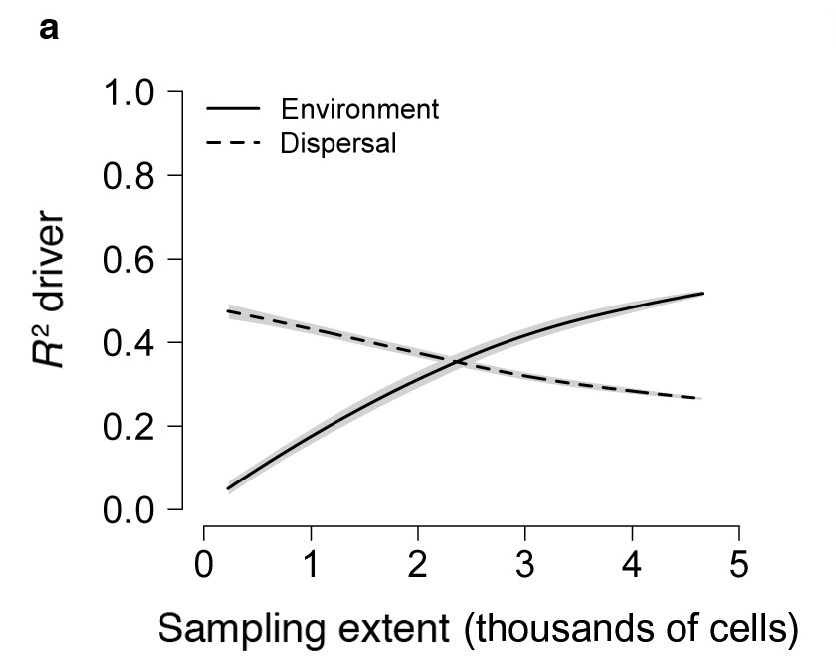 a
1.0
Environment
Dispersal
0.8
0.6
0.4
0.2
0.0
R² driver
0 1 2 3 4 5
Sampling extent (thousands of cells)